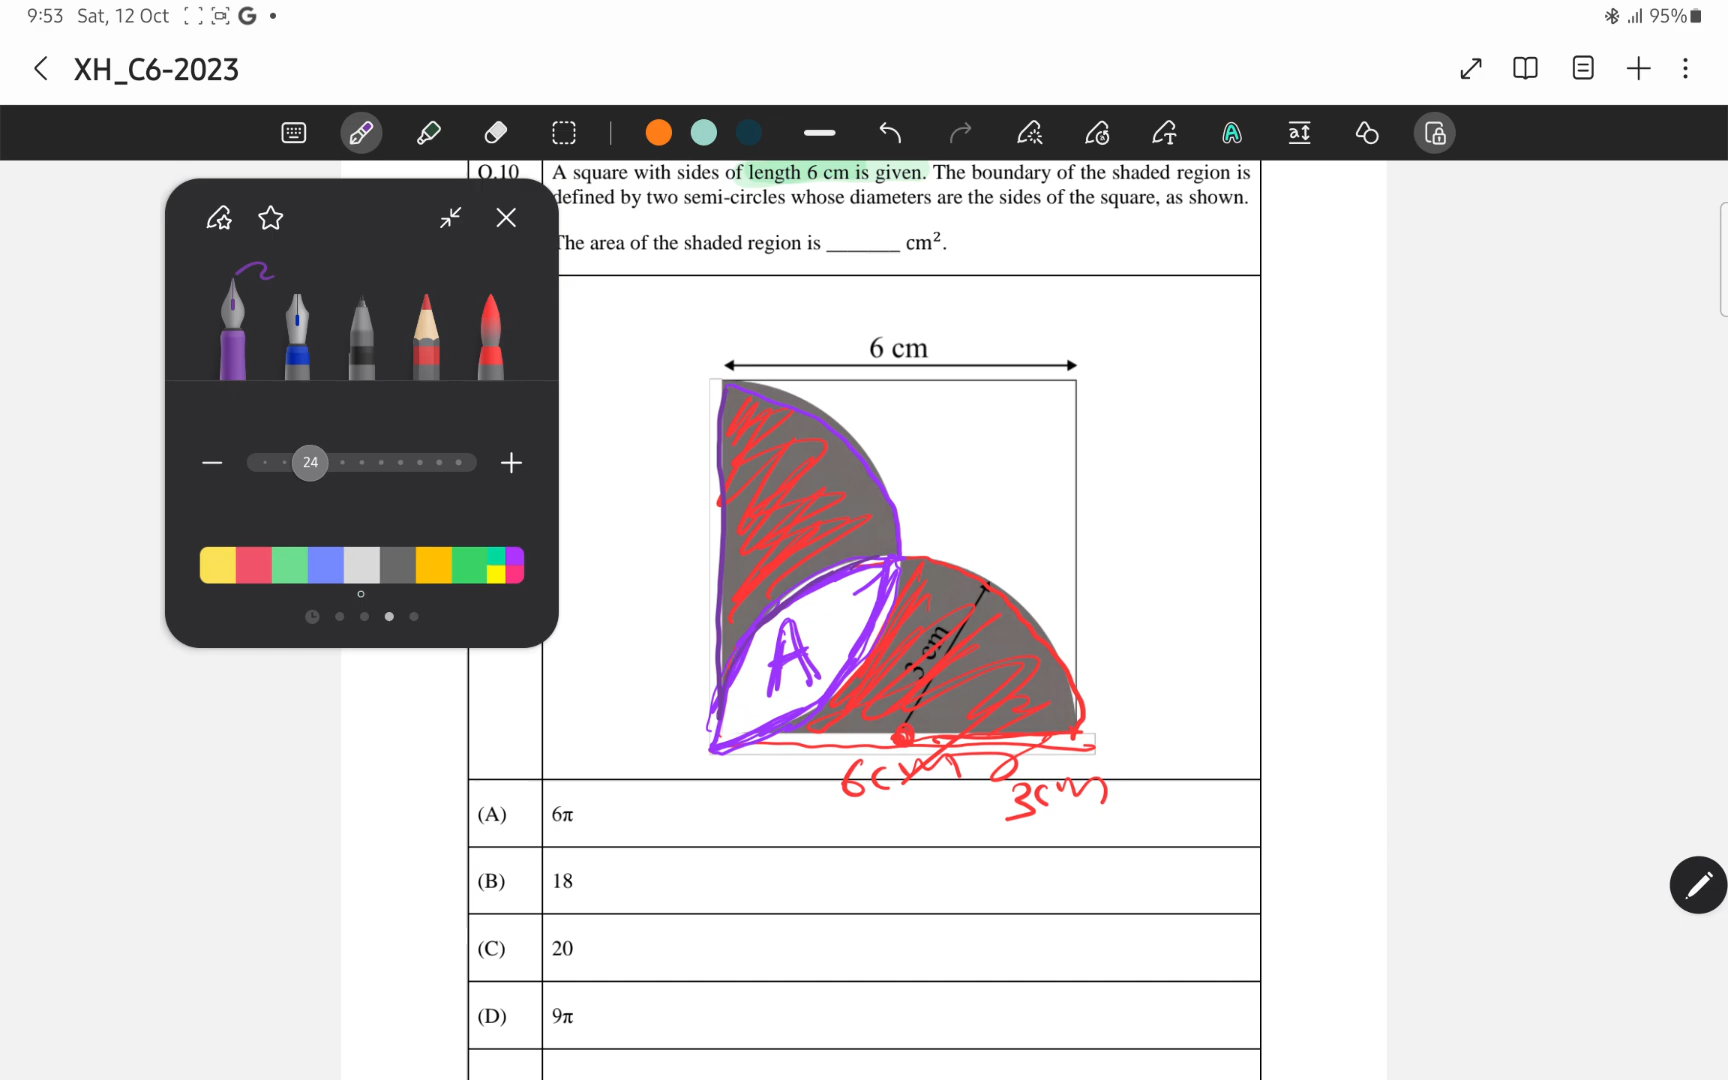 9:53 Sat, 12 Oct G 95%
XH_C6-2023
A
Q.10 A square with sides of length 6 cm is given. The boundary of the shaded region is
defined by two semi-circles whose diameters are the sides of the square, as shown.
The area of the shaded region is _______ cm².
24
6 cm
A
3 cm
6cm
3cm
(A) 6π
(B) 18
(C) 20
(D) 9π